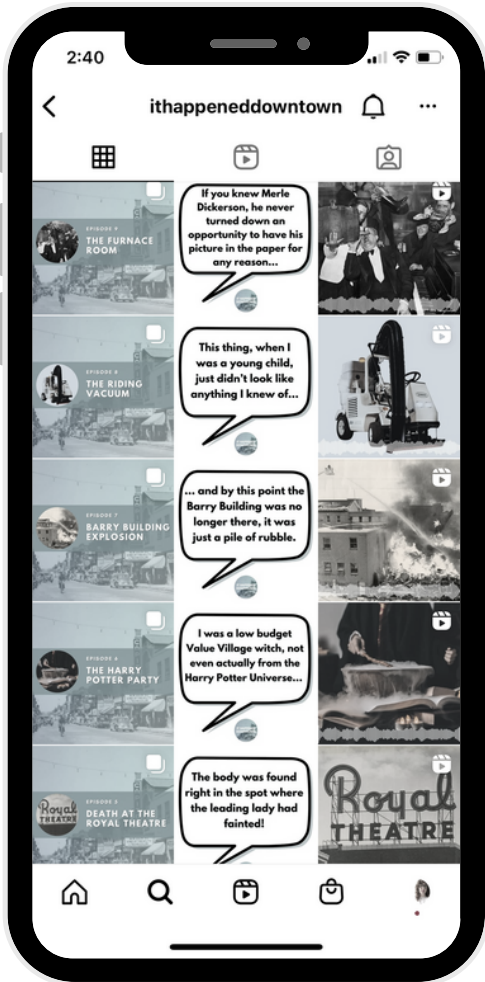 2:40
ithappeneddowntown
EPISODE 9
THE FURNACE
ROOM
If you knew Merle
Dickerson, he never
turned down an
opportunity to have his
picture in the paper for
any reason...
EPISODE 8
THE RIDING
VACUUM
This thing, when I
was a young child,
just didn't look like
anything I knew of...
EPISODE 7
BARRY BUILDING
EXPLOSION
... and by this point the
Barry Building was no
longer there, it was
just a pile of rubble.
EPISODE 6
THE HARRY
POTTER PARTY
I was a low budget
Value Village witch, not
even actually from the
Harry Potter Universe...
EPISODE 5
DEATH AT THE
ROYAL THEATRE
Royal
THEATRE
The body was found
right in the spot where
the leading lady had
fainted!
Royal
THEATRE